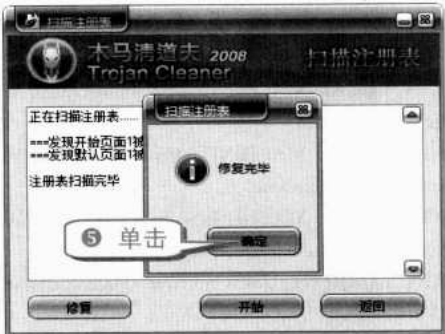 扫描注册表
木马清道夫 2008
Trojan Cleaner
扫描注册表
正在扫描注册表......
===发现开始页面1被
===发现默认页面1被
注册表扫描完毕
扫描注册表
修复完毕
确定
❺ 单击
修复
开始
返回